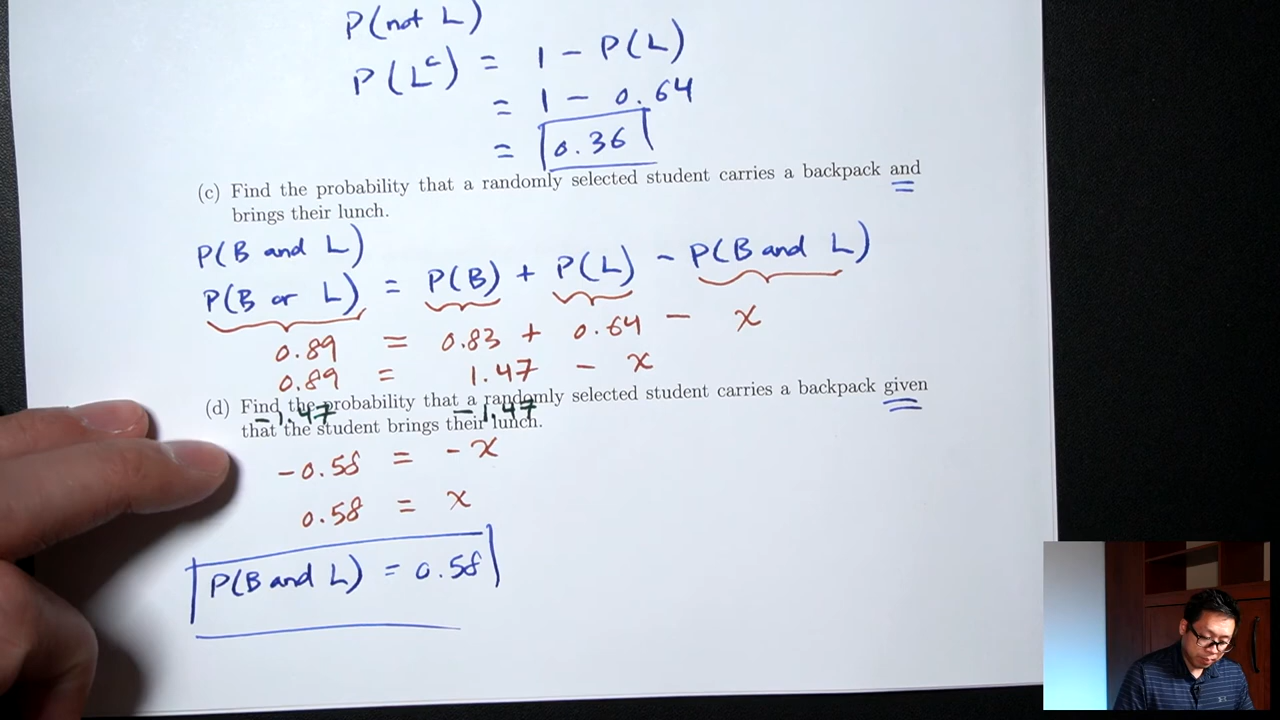 P(not L)
P(Lᶜ) = 1 - P(L)
= 1 - 0.64
= 0.36
(c) Find the probability that a randomly selected student carries a backpack and
brings their lunch.
P(B and L)
P(B or L) = P(B) + P(L) - P(B and L)
0.89 = 0.83 + 0.64 - x
0.89 = 1.47 - x
(d) Find the probability that a randomly selected student carries a backpack given
-1.47 -1.47
that the student brings their lunch.
-0.58 = -x
0.58 = x
P(B and L) = 0.58